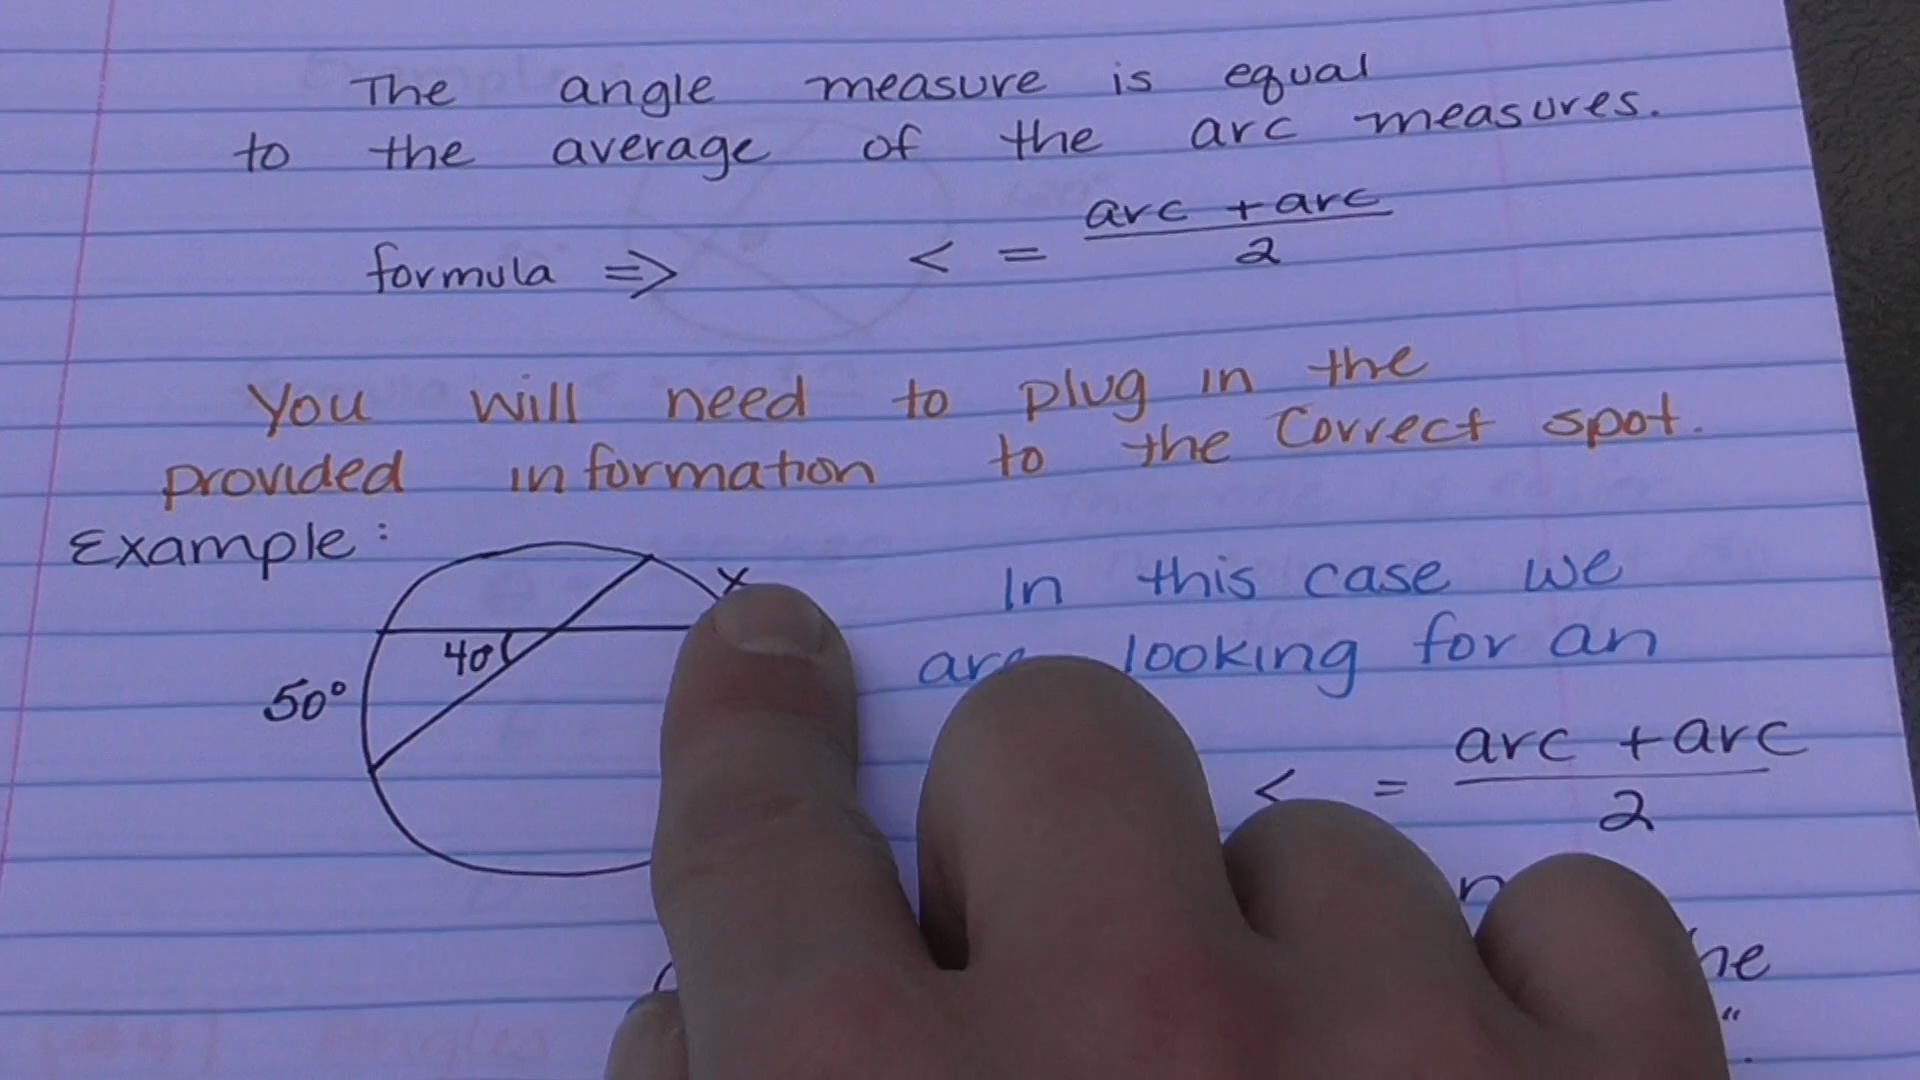 The angle measure is equal
to the average of the arc measures.
formula => < = arc + arc
2
You will need to plug in the
provided information to the correct spot.
Example:
x
40
50°
In this case we
are looking for an
< = arc + arc
2